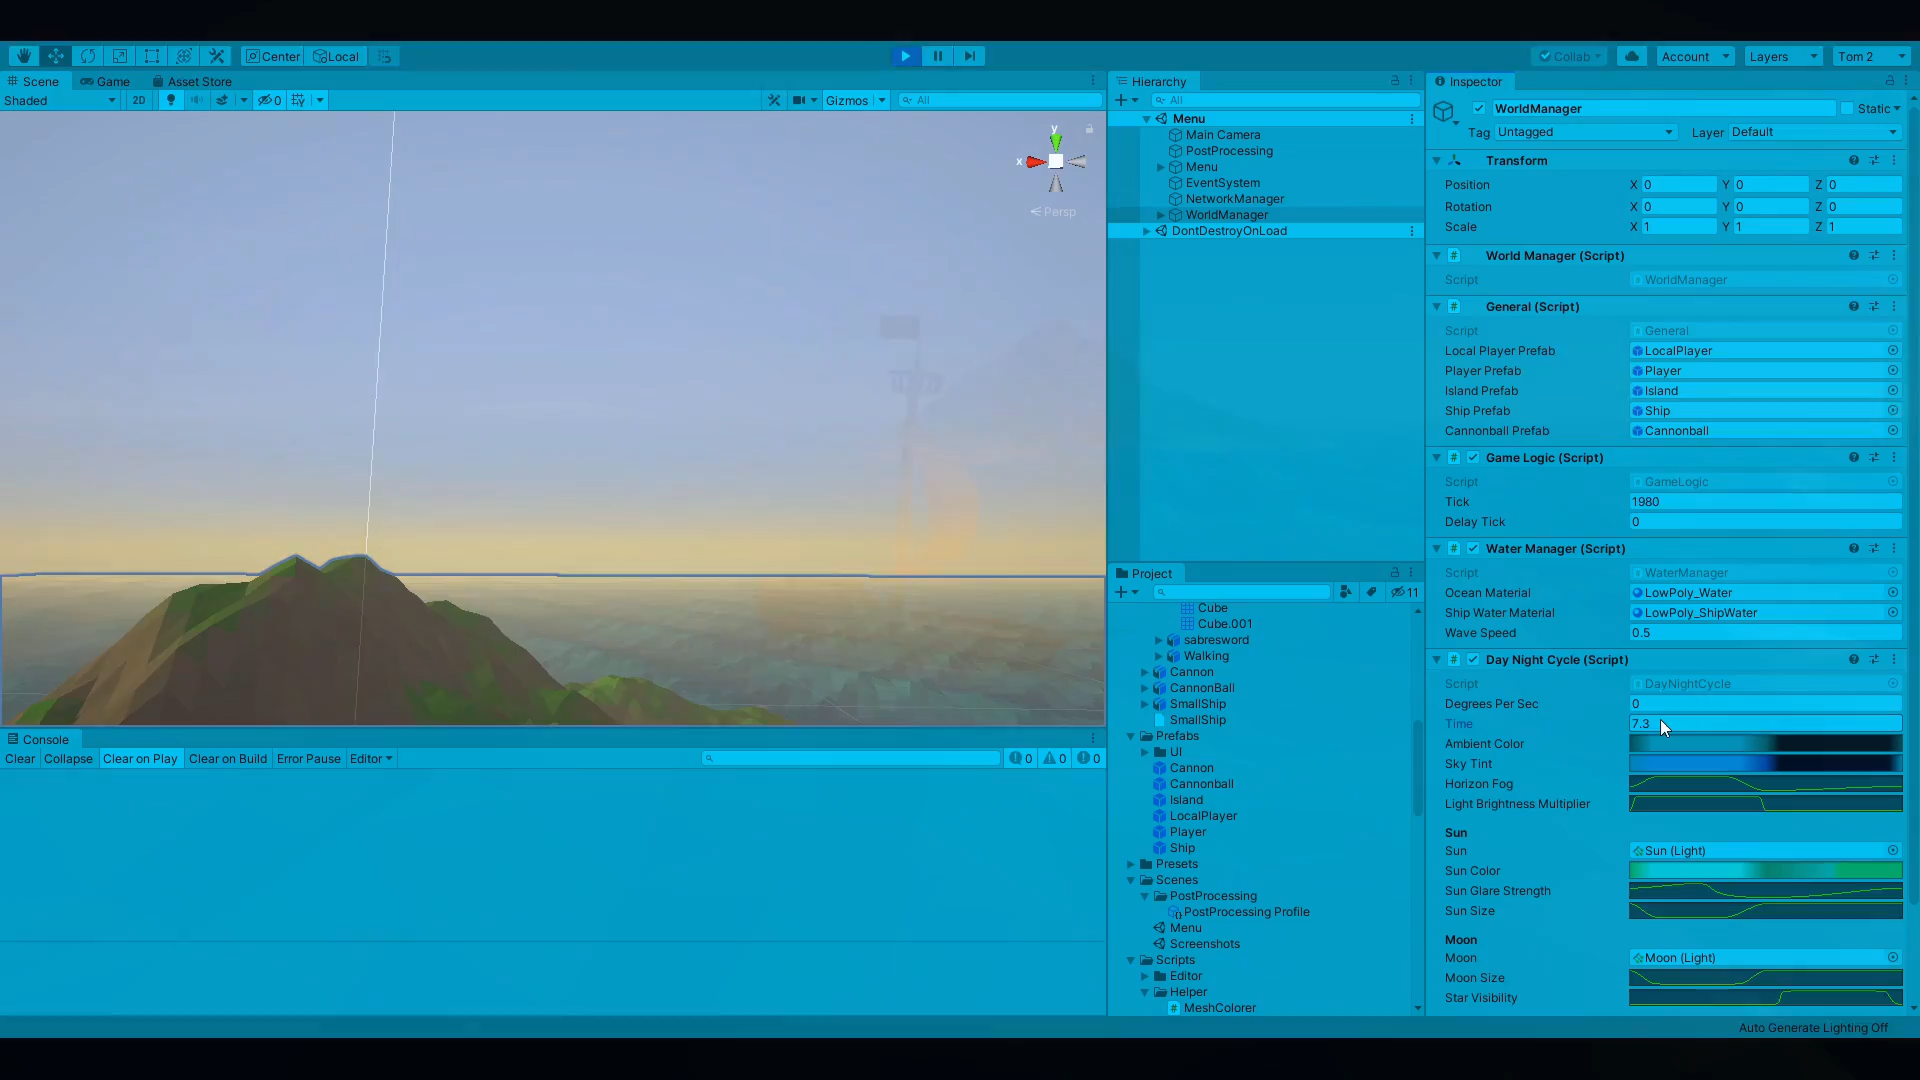 Center
Local
Collab
Account
Layers
Tom 2
Scene
Game
Asset Store
Shaded
2D
0
Gizmos
All
y
x
Persp
Hierarchy
All
Menu
Main Camera
PostProcessing
Menu
EventSystem
NetworkManager
WorldManager
DontDestroyOnLoad
Project
11
Cube
Cube.001
sabresword
Walking
Cannon
CannonBall
SmallShip
SmallShip
Prefabs
UI
Cannon
Cannonball
Island
LocalPlayer
Player
Ship
Presets
Scenes
PostProcessing
PostProcessing Profile
Menu
Screenshots
Scripts
Editor
Helper
MeshColorer
Console
Clear
Collapse
Clear on Play
Clear on Build
Error Pause
Editor
0
0
0
Inspector
WorldManager
Static
Tag Untagged
Layer Default
Transform
Position X 0 Y 0 Z 0
Rotation X 0 Y 0 Z 0
Scale X 1 Y 1 Z 1
World Manager (Script)
Script WorldManager
General (Script)
Script General
Local Player Prefab LocalPlayer
Player Prefab Player
Island Prefab Island
Ship Prefab Ship
Cannonball Prefab Cannonball
Game Logic (Script)
Script GameLogic
Tick 1980
Delay Tick 0
Water Manager (Script)
Script WaterManager
Ocean Material LowPoly_Water
Ship Water Material LowPoly_ShipWater
Wave Speed 0.5
Day Night Cycle (Script)
Script DayNightCycle
Degrees Per Sec 0
Time 7.3
Ambient Color
Sky Tint
Horizon Fog
Light Brightness Multiplier
Sun
Sun Sun (Light)
Sun Color
Sun Glare Strength
Sun Size
Moon
Moon Moon (Light)
Moon Size
Star Visibility
Auto Generate Lighting Off